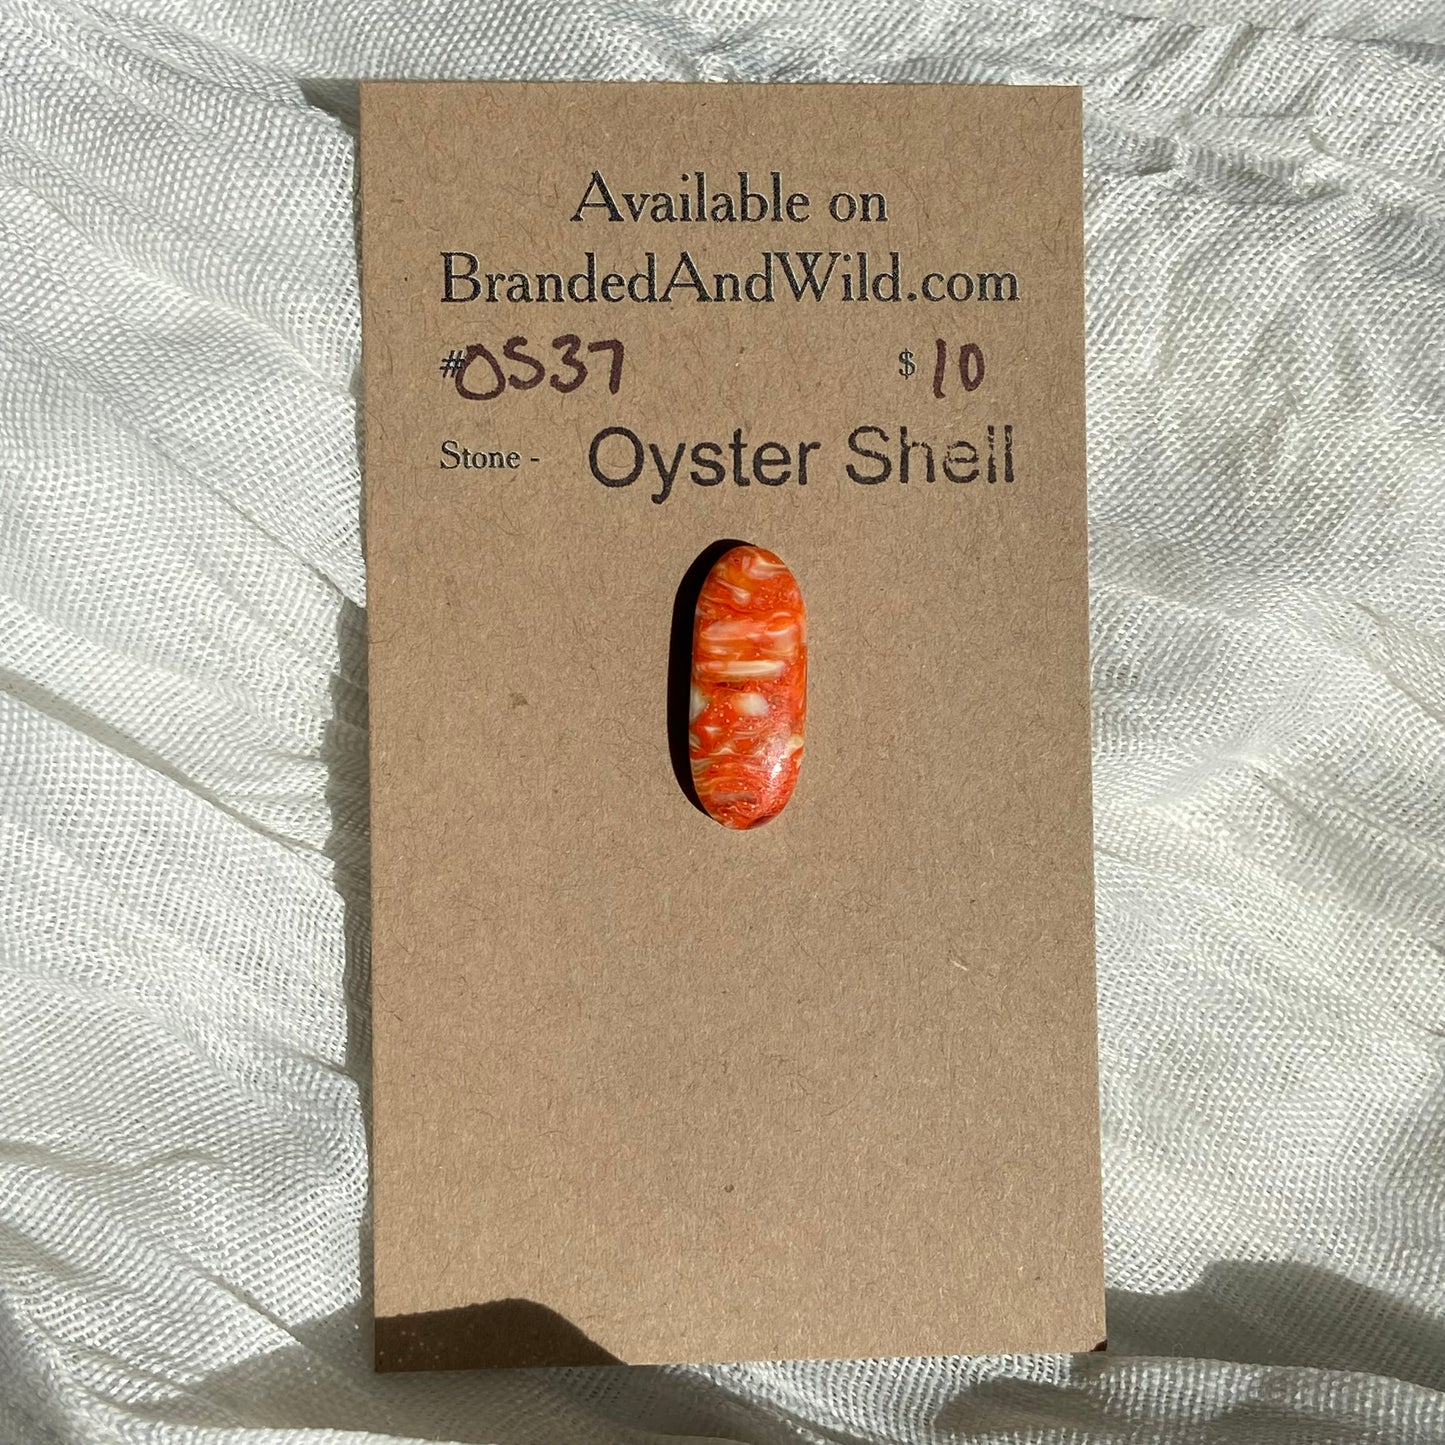 Available on
BrandedAndWild.com
#OS37 $10
Stone - Oyster Shell